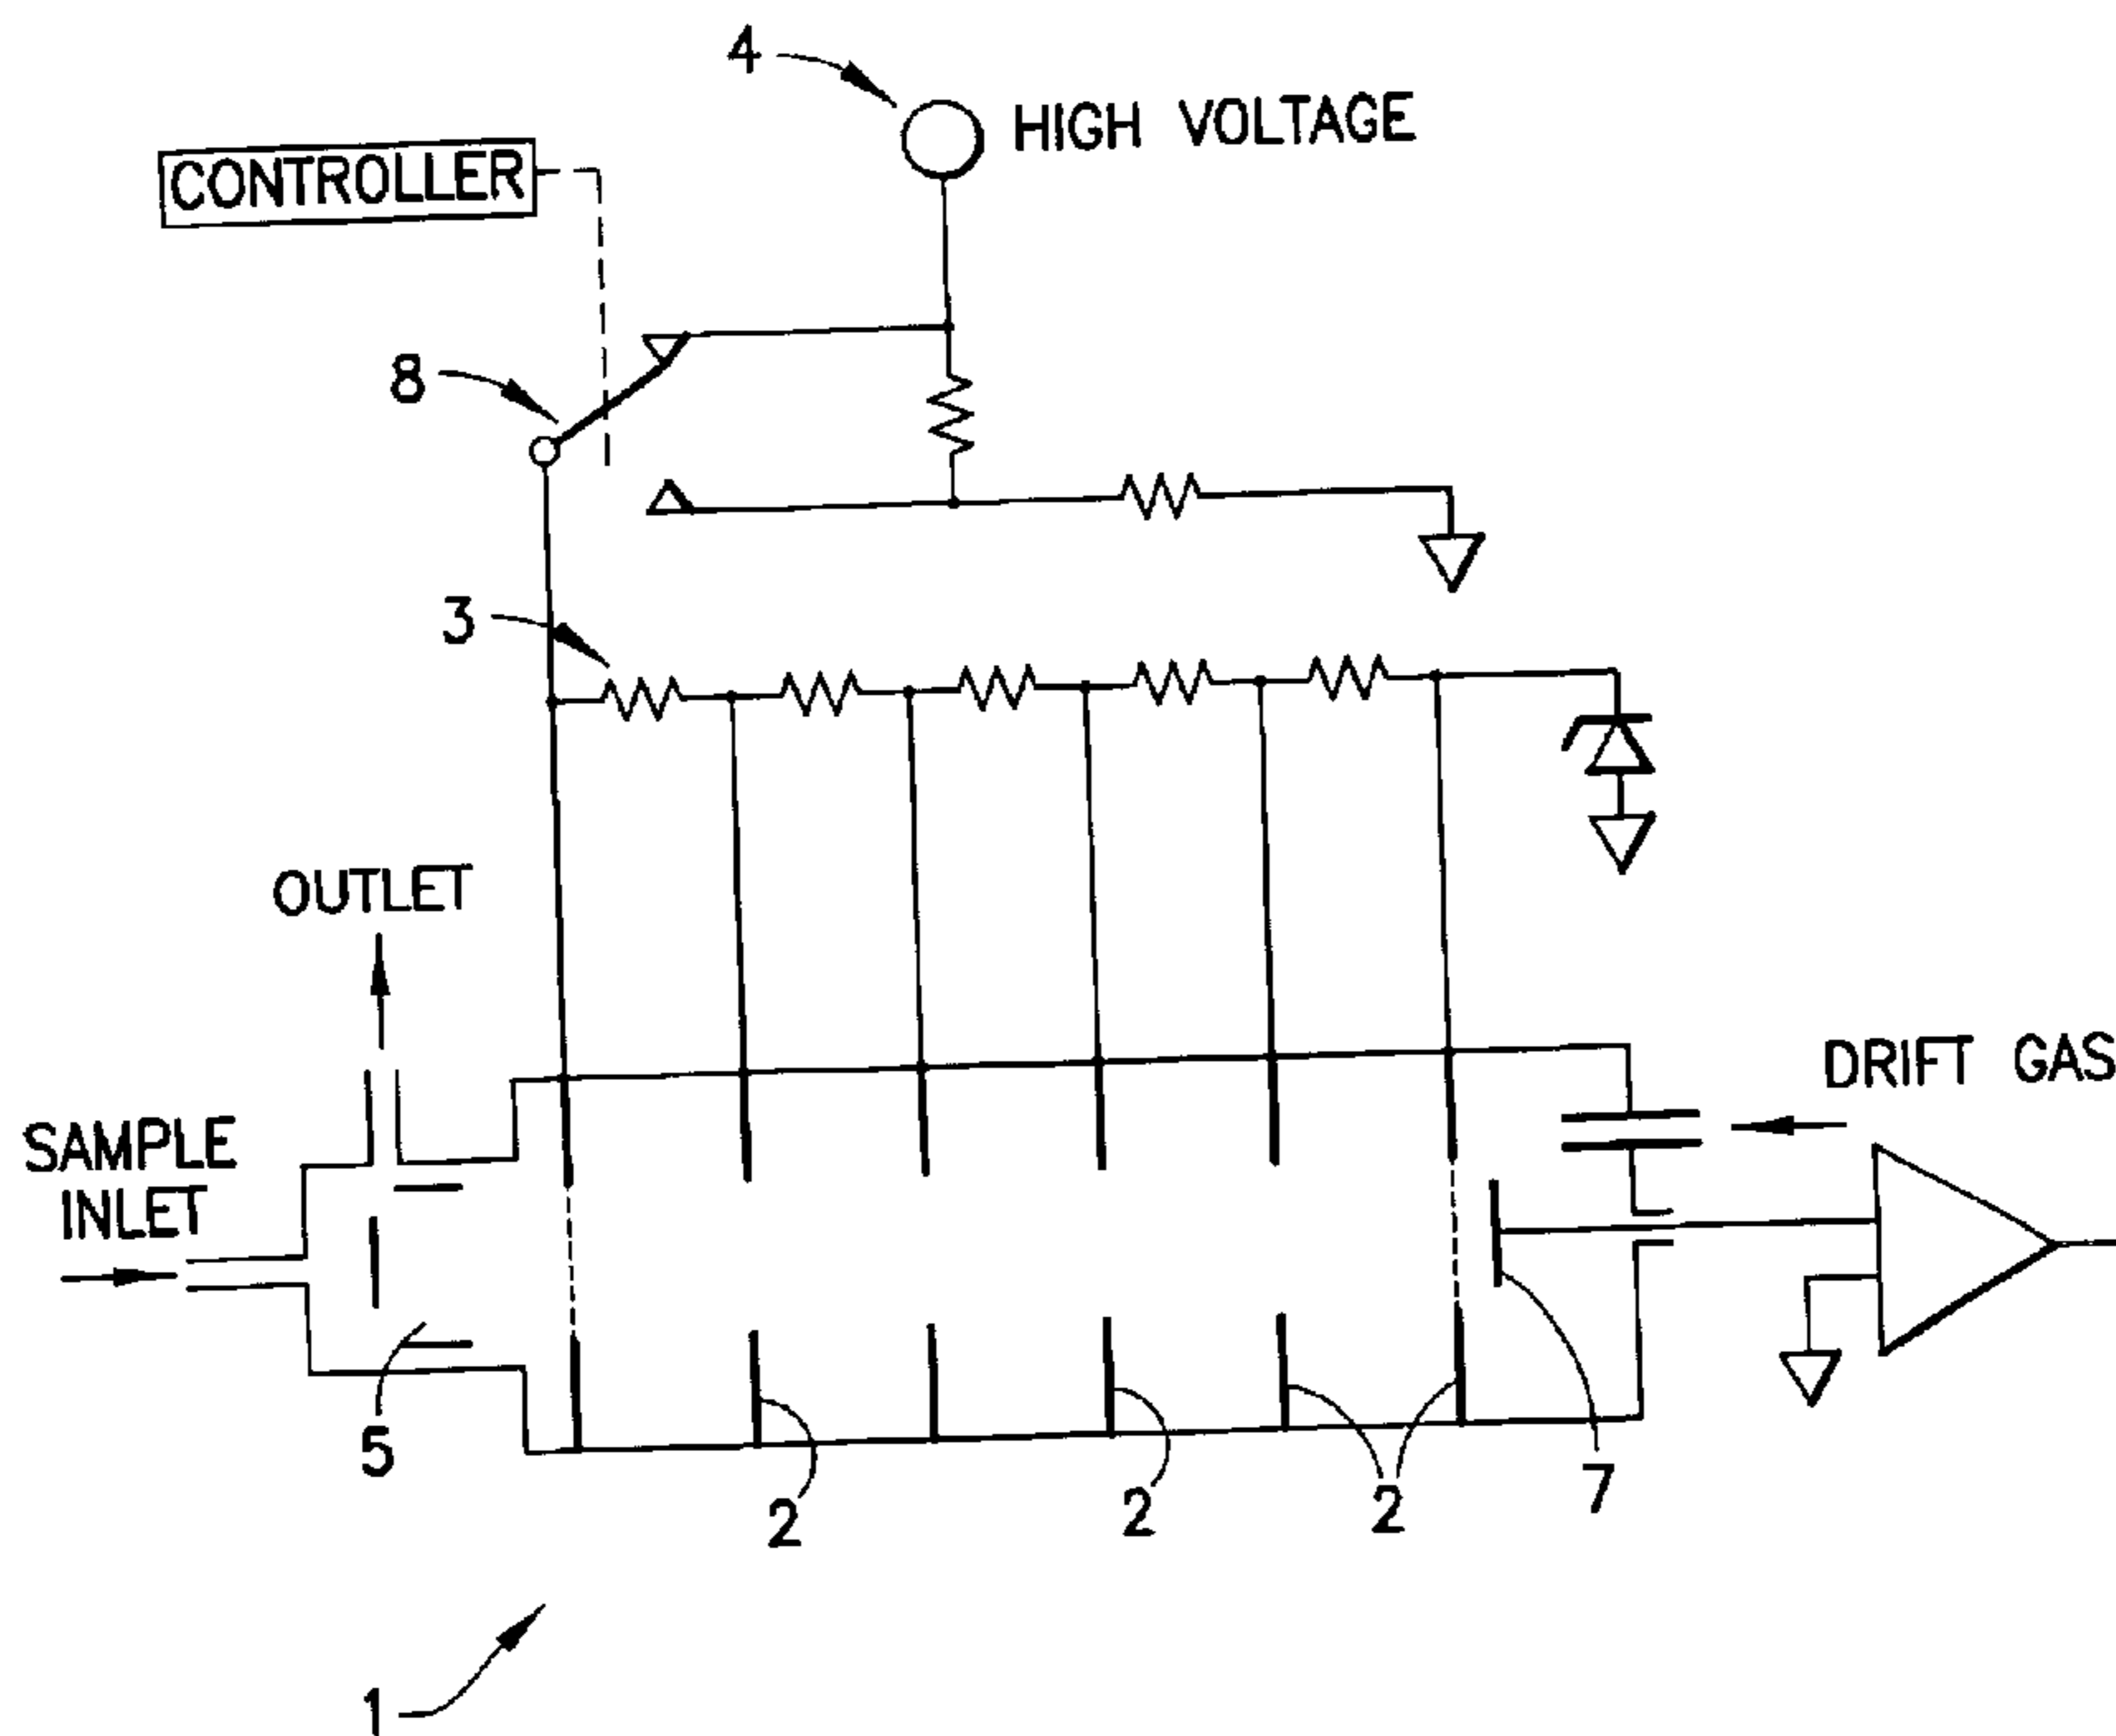 4
HIGH VOLTAGE
CONTROLLER
8
3
OUTLET
DRIFT GAS
SAMPLE
INLET
5
2
2
2
7
1